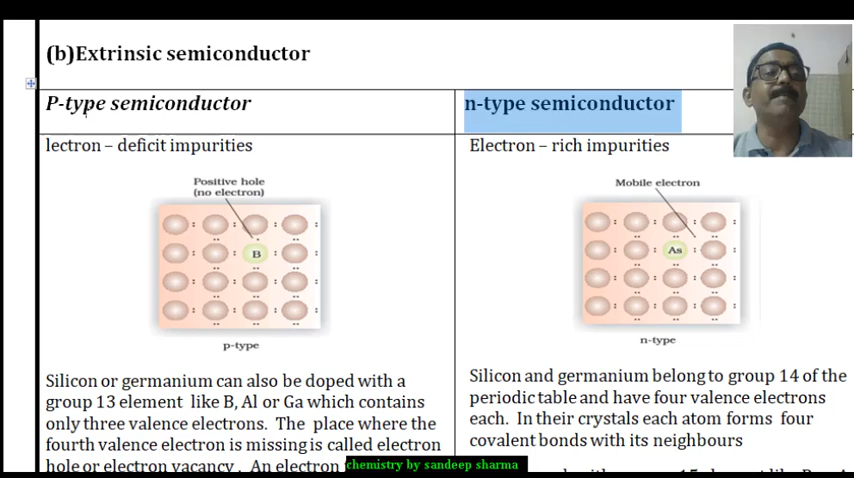 (b)Extrinsic semiconductor
P-type semiconductor
n-type semiconductor
lectron – deficit impurities
Positive hole
(no electron)
B
p-type
Silicon or germanium can also be doped with a
group 13 element like B, Al or Ga which contains
only three valence electrons. The place where the
fourth valence electron is missing is called electron
hole or electron vacancy . An electron
Electron – rich impurities
Mobile electron
As
n-type
Silicon and germanium belong to group 14 of the
periodic table and have four valence electrons
each. In their crystals each atom forms four
covalent bonds with its neighbours
chemistry by sandeep sharma